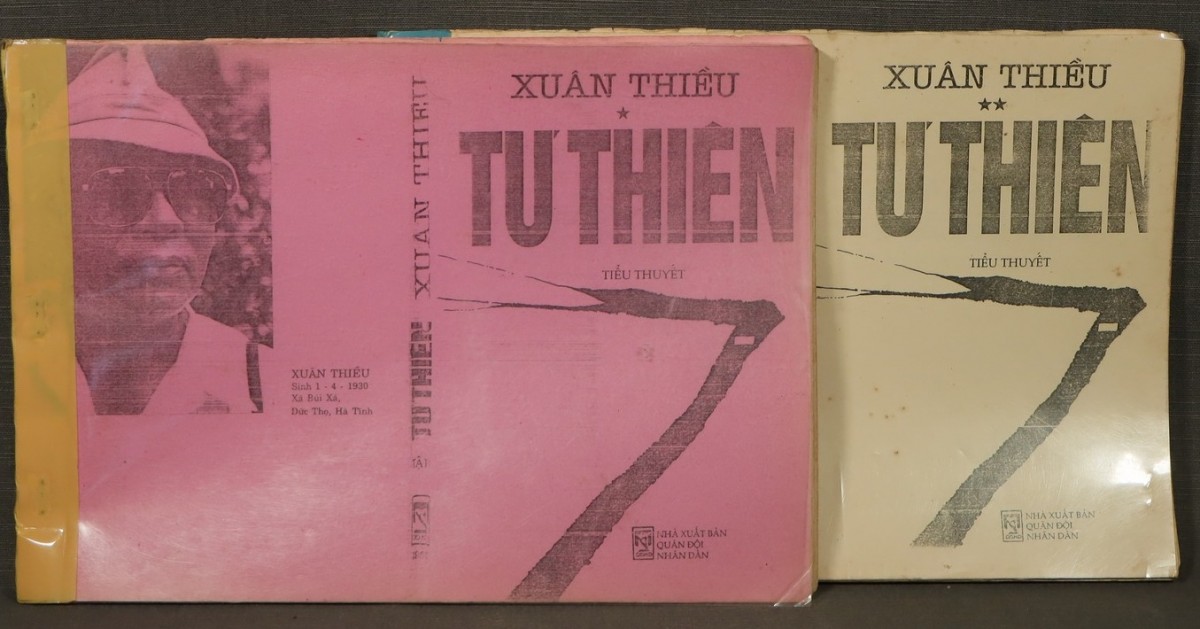 XUÂN THIỀU
Sinh 1 - 4 - 1930
Xã Bùi Xá,
Đức Thọ, Hà Tĩnh
XUÂN THIỀU
TƯ THIÊN
TẬP
XUÂN THIỀU
★
TƯ THIÊN
TIỂU THUYẾT
NHÀ XUẤT BẢN
QUÂN ĐỘI
NHÂN DÂN
XUÂN THIỀU
★★
TƯ THIÊN
TIỂU THUYẾT
NHÀ XUẤT BẢN
QUÂN ĐỘI
NHÂN DÂN